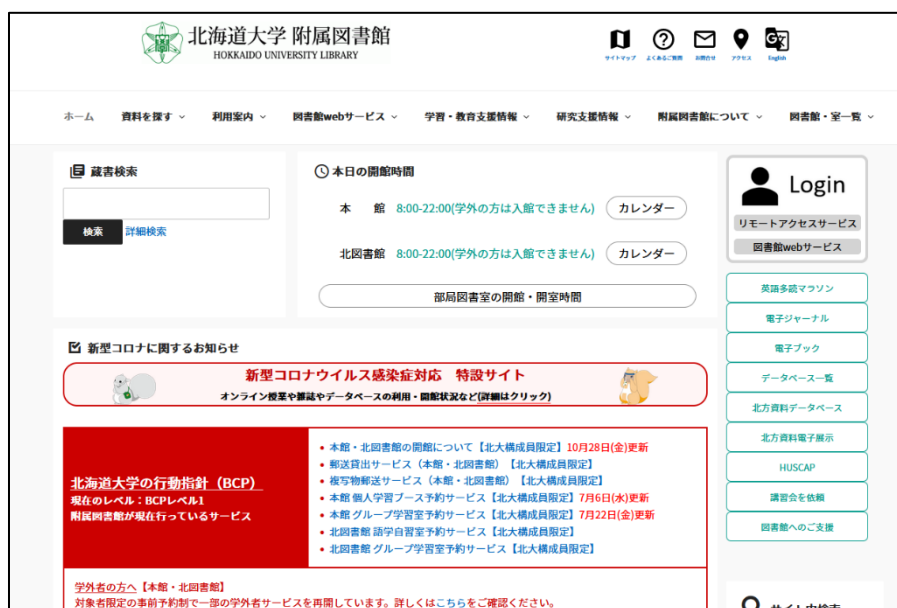 北海道大学 附属図書館
HOKKAIDO UNIVERSITY LIBRARY
サイトマップ よくあるご質問 お問合せ アクセス English
ホーム 資料を探す 利用案内 図書館webサービス 学習・教育支援情報 研究支援情報 附属図書館について 図書館・室一覧
蔵書検索
検索 詳細検索
本日の開館時間
本 館 8:00-22:00(学外の方は入館できません) カレンダー
北図書館 8:00-22:00(学外の方は入館できません) カレンダー
部局図書室の開館・開室時間
Login
リモートアクセスサービス
図書館webサービス
英語多読マラソン
電子ジャーナル
電子ブック
データベース一覧
北方資料データベース
北方資料電子展示
HUSCAP
講習会を依頼
図書館へのご支援
サイト内検索
新型コロナに関するお知らせ
新型コロナウイルス感染症対応 特設サイト
オンライン授業や雑誌やデータベースの利用・開館状況など(詳細はクリック)
北海道大学の行動指針（BCP）
現在のレベル：BCPレベル1
附属図書館が現在行っているサービス
・本館・北図書館の開館について【北大構成員限定】10月28日(金)更新
・郵送貸出サービス（本館・北図書館）【北大構成員限定】
・複写物郵送サービス（本館・北図書館）【北大構成員限定】
・本館 個人学習ブース予約サービス【北大構成員限定】7月6日(水)更新
・本館 グループ学習室予約サービス【北大構成員限定】7月22日(金)更新
・北図書館 語学自習室予約サービス【北大構成員限定】
・北図書館 グループ学習室予約サービス【北大構成員限定】
学外者の方へ【本館・北図書館】
対象者限定の事前予約制で一部の学外者サービスを再開しています。詳しくはこちらをご確認ください。